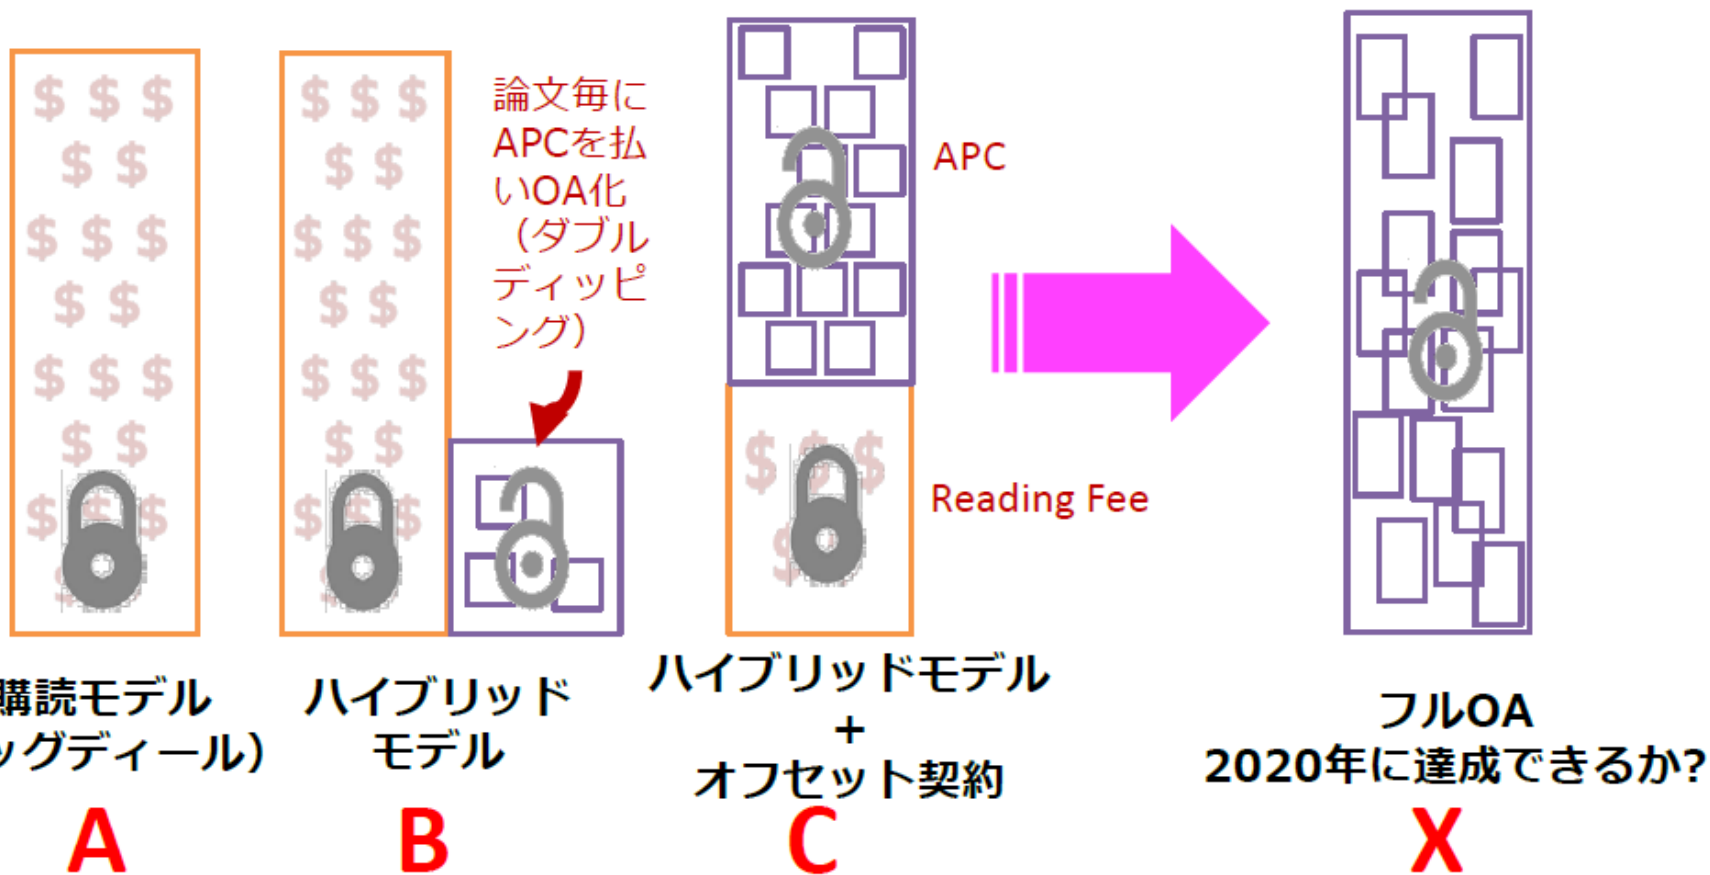 論文毎に
APCを払
いOA化
（ダブル
ディッピ
ング）
APC
Reading Fee
購読モデル
ッグディール）
A
ハイブリッド
モデル
B
ハイブリッドモデル
+
オフセット契約
C
フルOA
2020年に達成できるか?
X